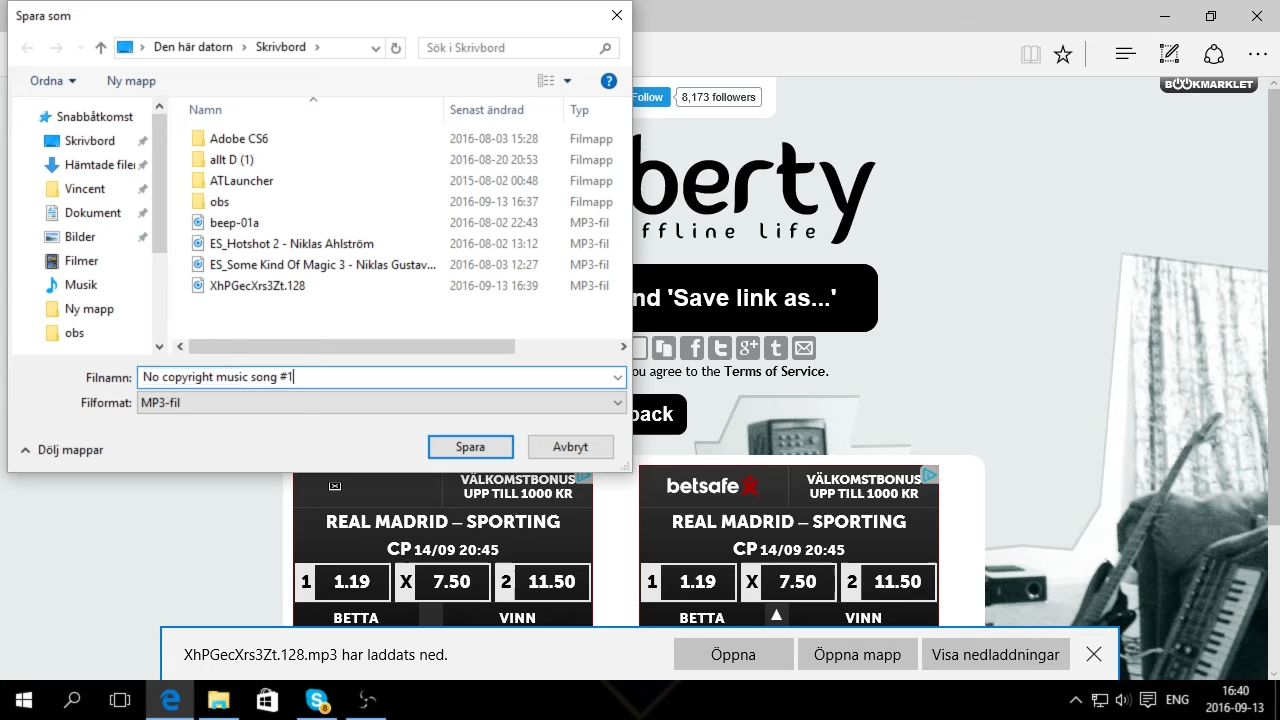 Spara som
Den här datorn
Skrivbord
Sök i Skrivbord
Ordna
Ny mapp
Snabbåtkomst
Skrivbord
Hämtade filer
Vincent
Dokument
Bilder
Filmer
Musik
Ny mapp
obs
Namn Senast ändrad Typ
Adobe CS6 2016-08-03 15:28 Filmapp
allt D (1) 2016-08-20 20:53 Filmapp
ATLauncher 2015-08-02 00:48 Filmapp
obs 2016-09-13 16:37 Filmapp
beep-01a 2016-08-02 22:43 MP3-fil
ES_Hotshot 2 - Niklas Ahlström 2016-08-02 13:12 MP3-fil
ES_Some Kind Of Magic 3 - Niklas Gustav... 2016-08-03 12:27 MP3-fil
XhPGecXrs3Zt.128 2016-09-13 16:39 MP3-fil
Filnamn: No copyright music song #1
Filformat: MP3-fil
Dölj mappar
Spara
Avbryt
Follow 8,173 followers
BOOKMARKLET
berty
ffline life
nd 'Save link as...'
ou agree to the Terms of Service.
back
VÄLKOMSTBONUS
UPP TILL 1000 KR
REAL MADRID – SPORTING
CP 14/09 20:45
1 1.19 X 7.50 2 11.50
BETTA VINN
betsafe
VÄLKOMSTBONUS
UPP TILL 1000 KR
REAL MADRID – SPORTING
CP 14/09 20:45
1 1.19 X 7.50 2 11.50
BETTA VINN
XhPGecXrs3Zt.128.mp3 har laddats ned.
Öppna
Öppna mapp
Visa nedladdningar
8
ENG
16:40
2016-09-13